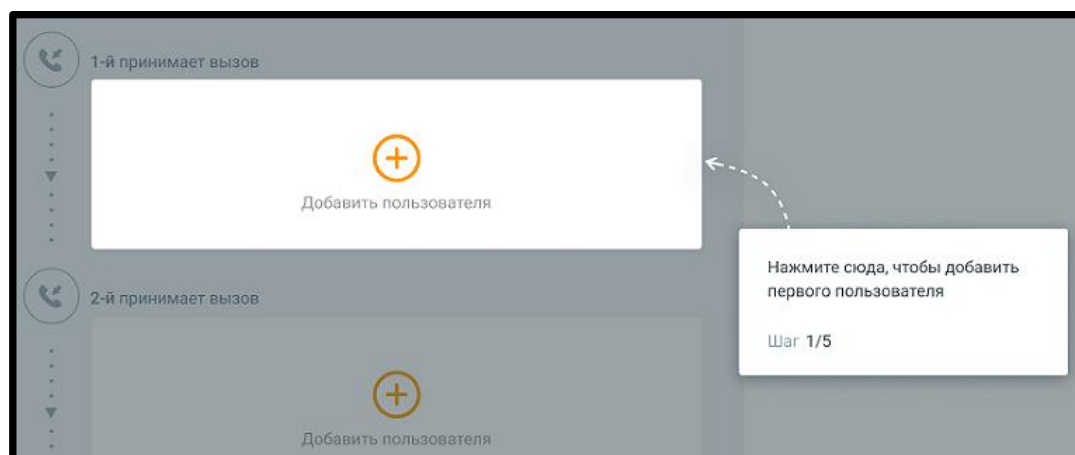 1-й принимает вызов
Добавить пользователя
Нажмите сюда, чтобы добавить
первого пользователя
Шаг 1/5
2-й принимает вызов
Добавить пользователя